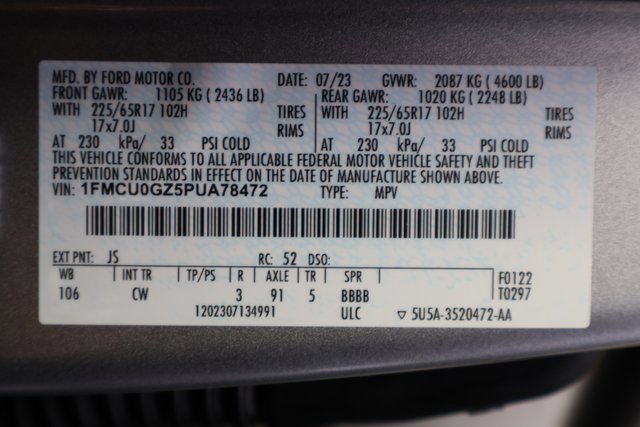 MFD. BY FORD MOTOR CO. DATE: 07/23 GVWR: 2087 KG ( 4600 LB)
FRONT GAWR: 1105 KG ( 2436 LB) REAR GAWR: 1020 KG ( 2248 LB)
WITH 225/65R17 102H TIRES WITH 225/65R17 102H TIRES
17x7.0J RIMS 17x7.0J RIMS
AT 230 kPa/ 33 PSI COLD AT 230 kPa/ 33 PSI COLD
THIS VEHICLE CONFORMS TO ALL APPLICABLE FEDERAL MOTOR VEHICLE SAFETY AND THEFT
PREVENTION STANDARDS IN EFFECT ON THE DATE OF MANUFACTURE SHOWN ABOVE.
VIN: 1FMCU0GZ5PUA78472 TYPE: MPV
EXT PNT: JS RC: 52 DSO:
WB INT TR TP/PS R AXLE TR SPR F0122
106 CW 3 91 5 BBBB T0297
1202307134991 ULC ▽ 5U5A-3520472-AA